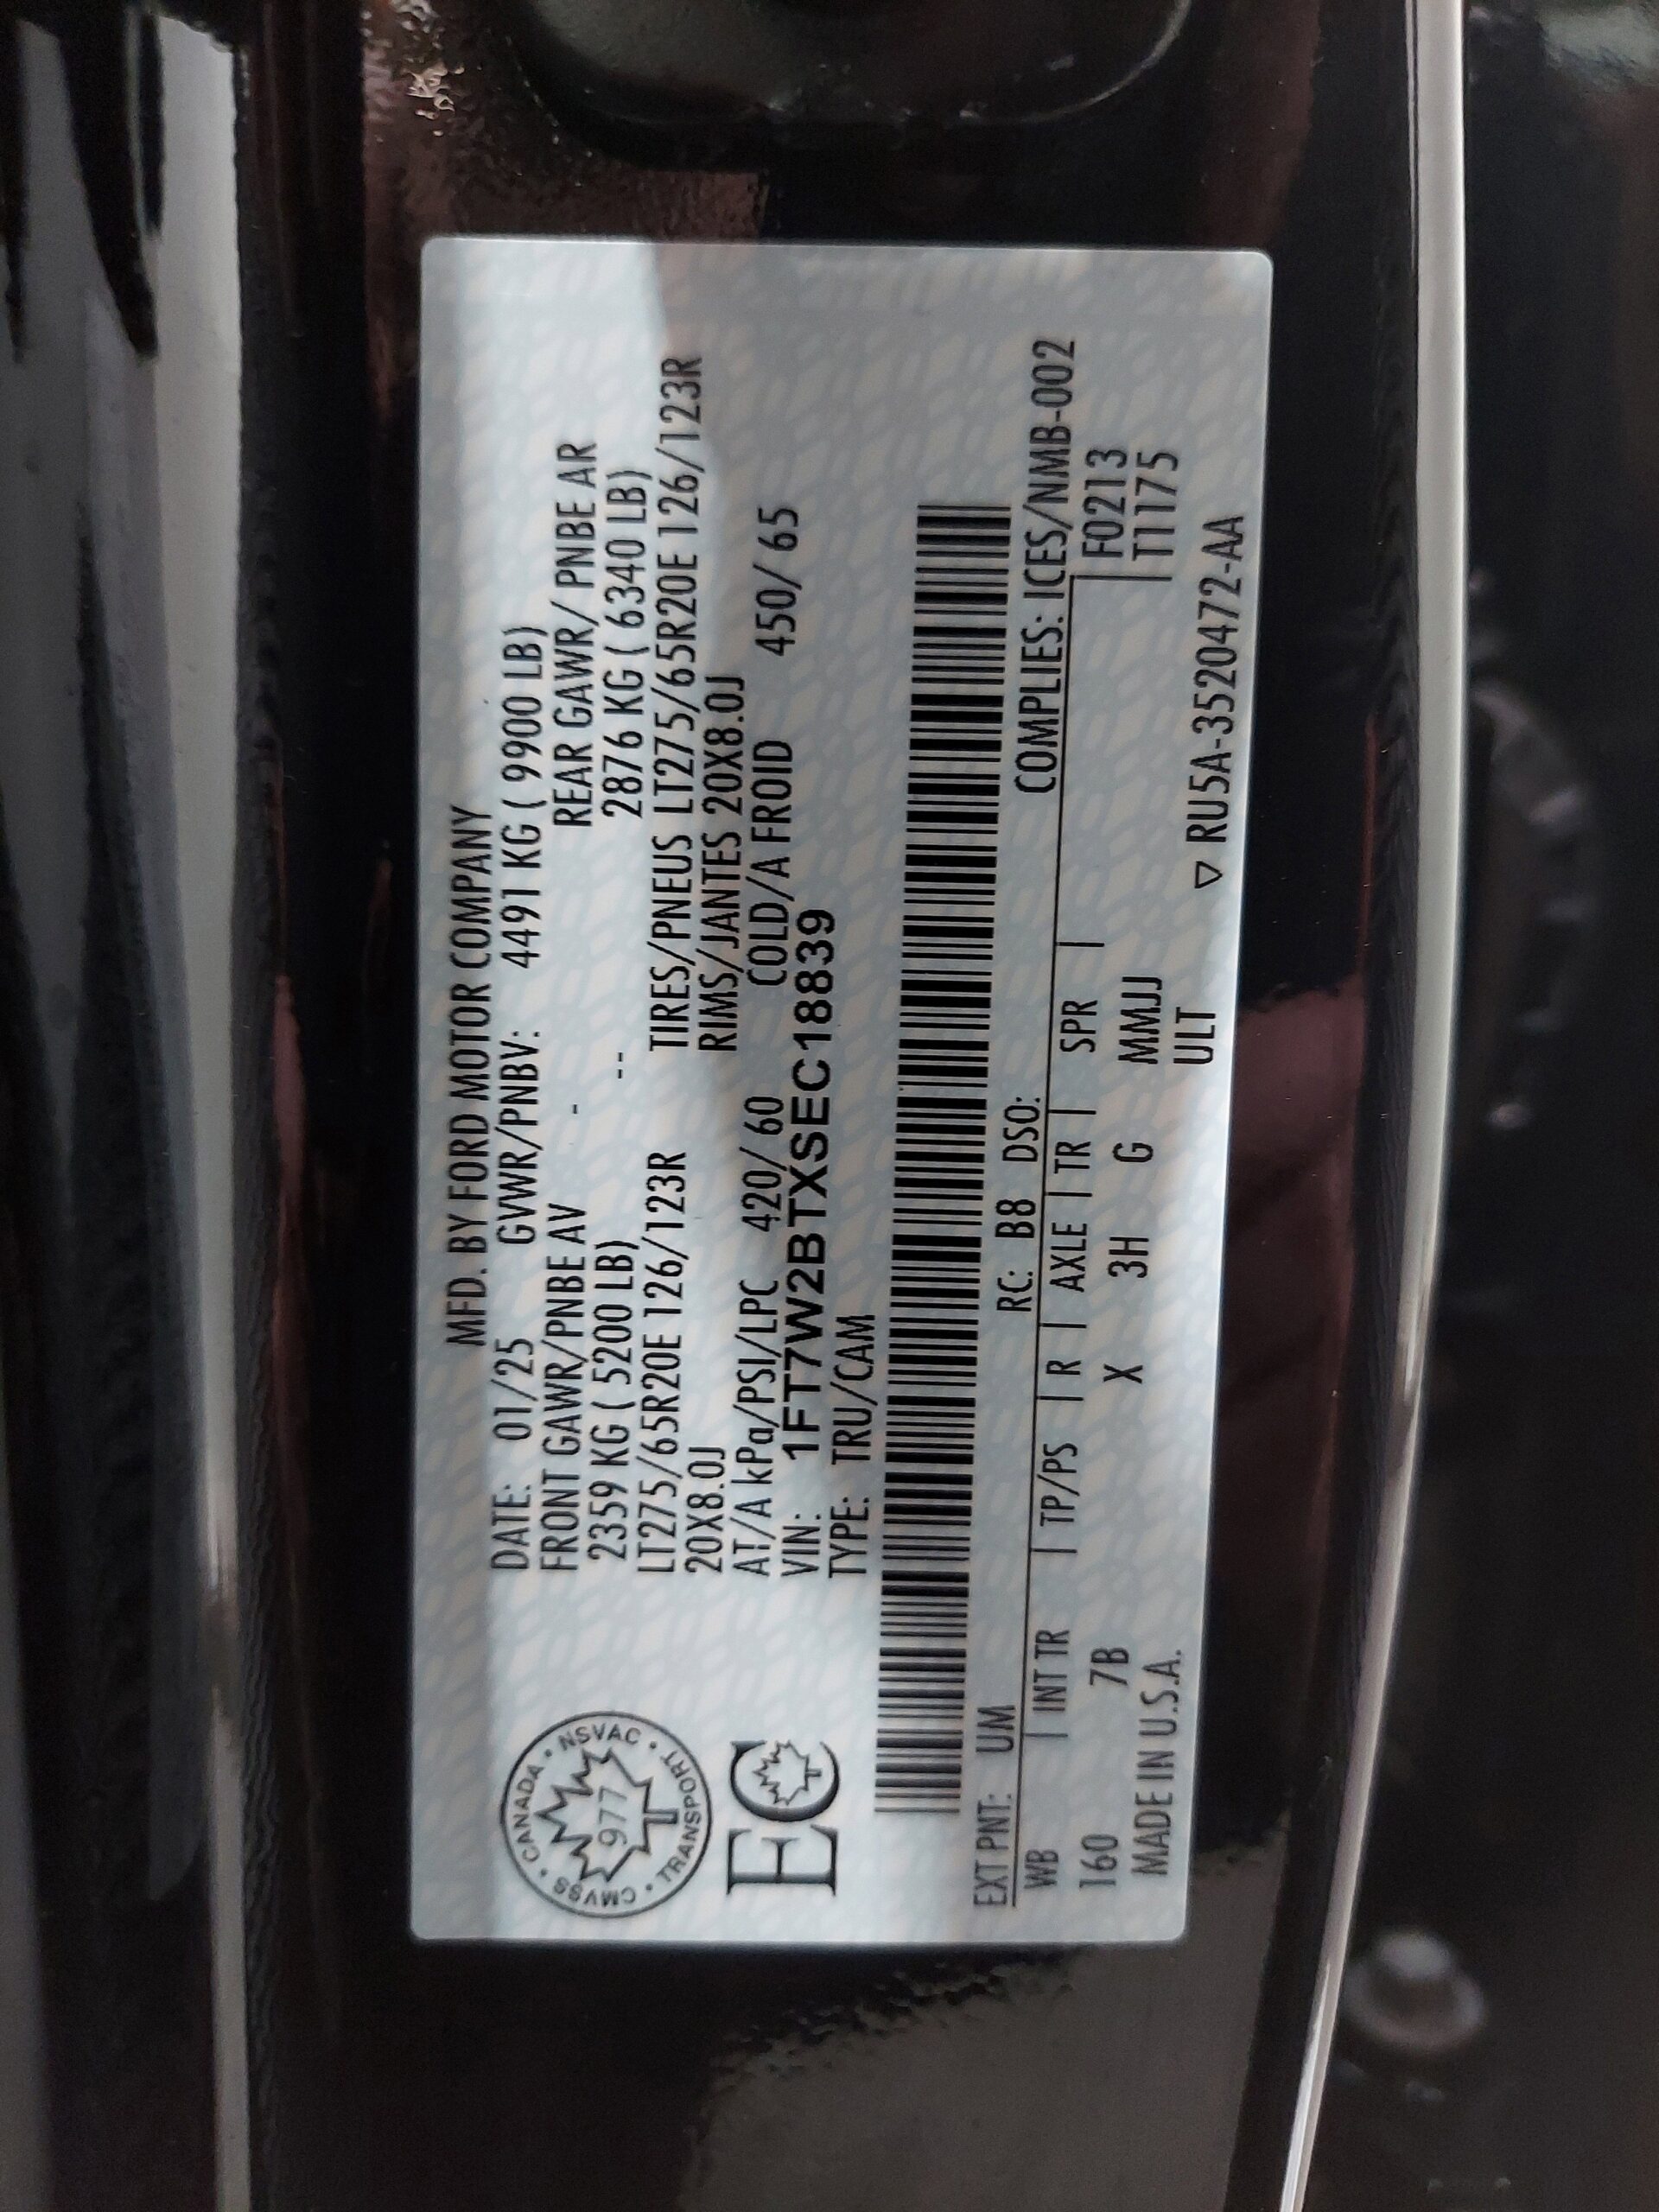 MFD. BY FORD MOTOR COMPANY
DATE: 01/25 GVWR/PNBV: 4491 KG ( 9900 LB)
FRONT GAWR/PNBE AV - REAR GAWR/ PNBE AR
2359 KG ( 5200 LB) -- 2876 KG ( 6340 LB)
LT275/65R20E 126/123R TIRES/PNEUS LT275/65R20E 126/123R
20X8.0J RIMS/JANTES 20X8.0J
AT/A kPa/PSI/LPC 420/ 60 COLD/A FROID 450/ 65
VIN: 1FT7W2BTXSEC18839
TYPE: TRU/CAM
CMVSS • CANADA • NSVAC • TRANSPORT •
977
EC
EXT PNT: UM RC: B8 DSO: COMPLIES: ICES/NMB-002
WB | INT TR | TP/PS | R | AXLE | TR | SPR | F0213
160 7B X 3H G MMJJ T1175
MADE IN U.S.A. ULT ▽ RU5A-3520472-AA